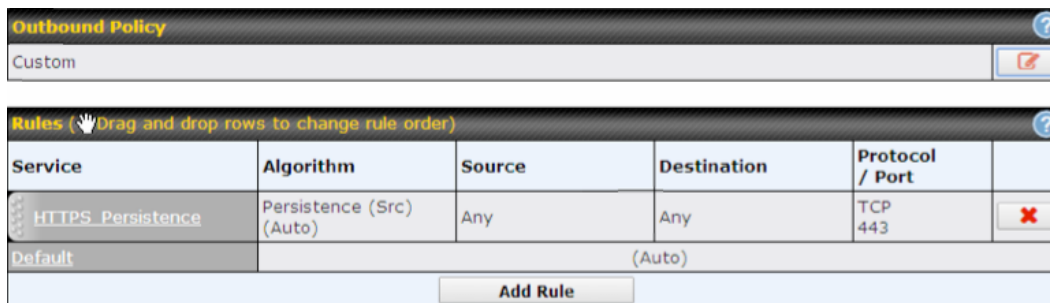 Outbound Policy
?
Custom
Rules (Drag and drop rows to change rule order)
?
Service Algorithm Source Destination Protocol / Port
HTTPS_Persistence Persistence (Src) (Auto) Any Any TCP 443
Default (Auto)
Add Rule